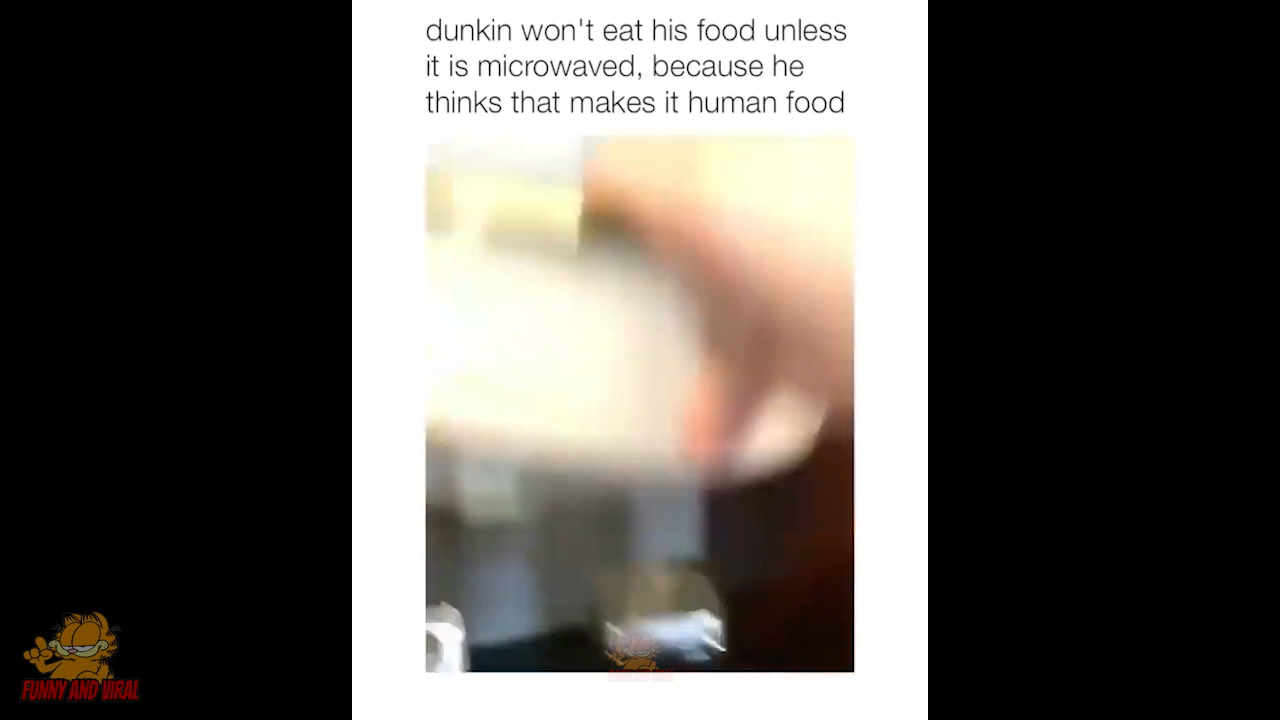 dunkin won't eat his food unless
it is microwaved, because he
thinks that makes it human food
FUNNY AND VIRAL